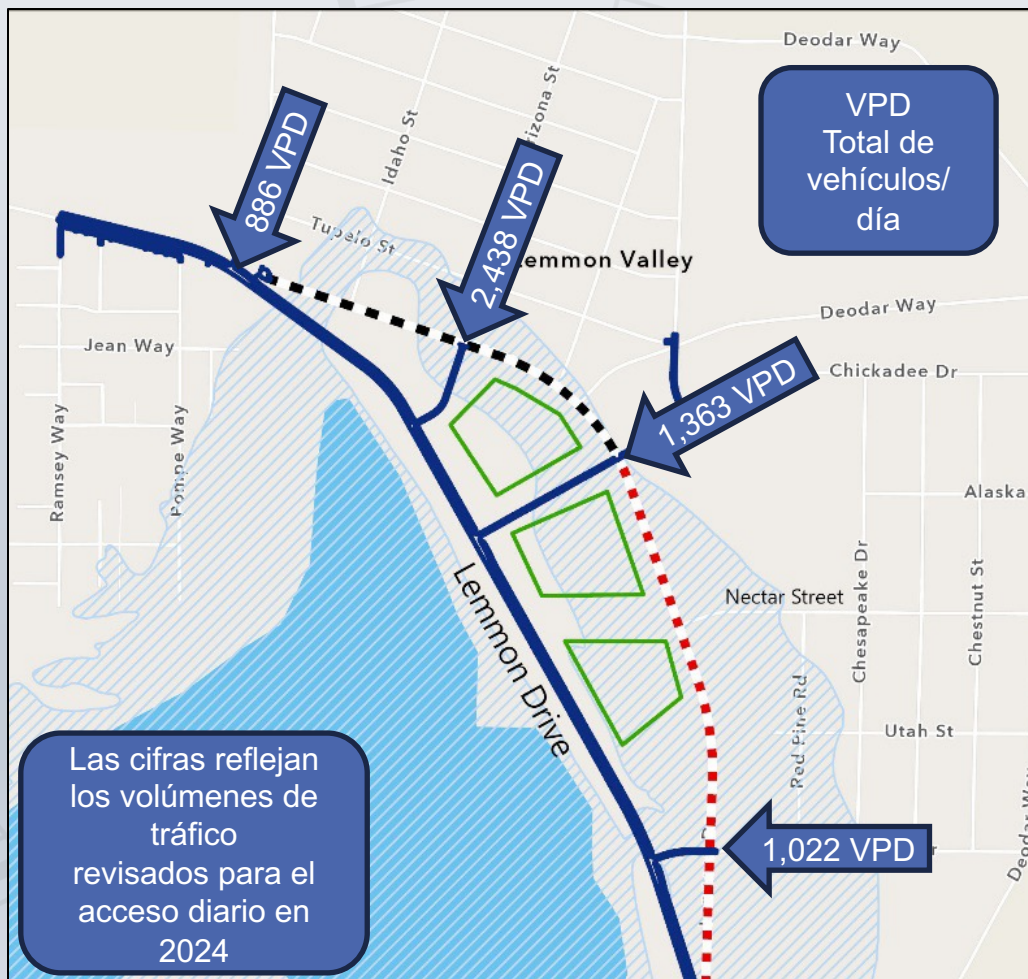 Deodar Way
VPD
Total de
vehículos/
día
Idaho St
886 VPD
2,438 VPD
Tupelo St
Lemmon Valley
Deodar Way
Jean Way
Chickadee Dr
1,363 VPD
Ramsey Way
Pompe Way
Alaska
Chesapeake Dr
Chestnut St
Nectar Street
Lemmon Drive
Red Pine Rd
Utah St
Las cifras reflejan
los volúmenes de
tráfico
revisados para el
acceso diario en
2024
1,022 VPD
Deodar Way